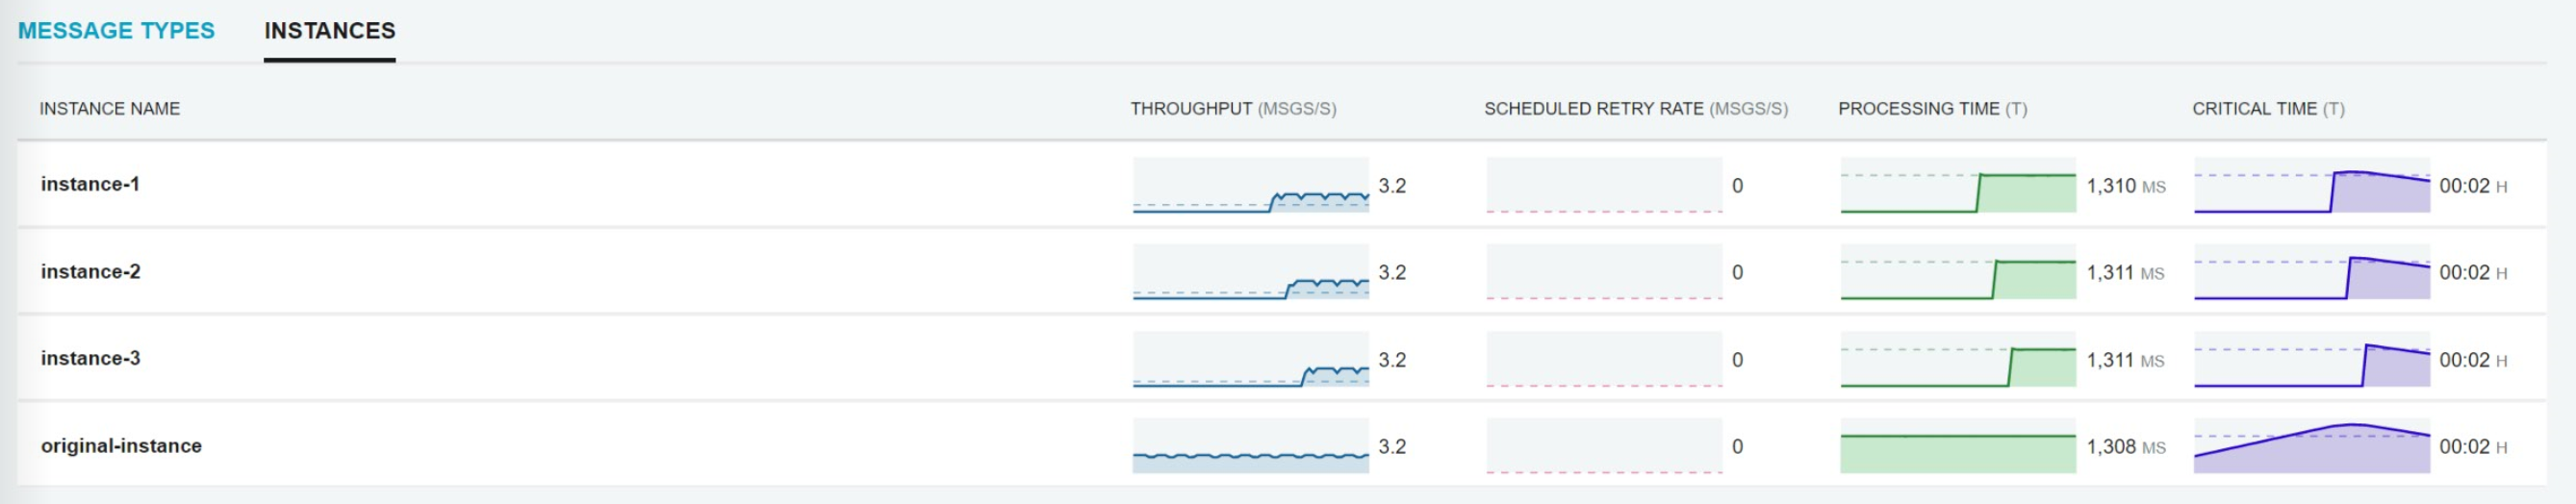 MESSAGE TYPES INSTANCES
INSTANCE NAME THROUGHPUT (MSGS/S) SCHEDULED RETRY RATE (MSGS/S) PROCESSING TIME (T) CRITICAL TIME (T)
instance-1 3.2 0 1,310 MS 00:02 H
instance-2 3.2 0 1,311 MS 00:02 H
instance-3 3.2 0 1,311 MS 00:02 H
original-instance 3.2 0 1,308 MS 00:02 H